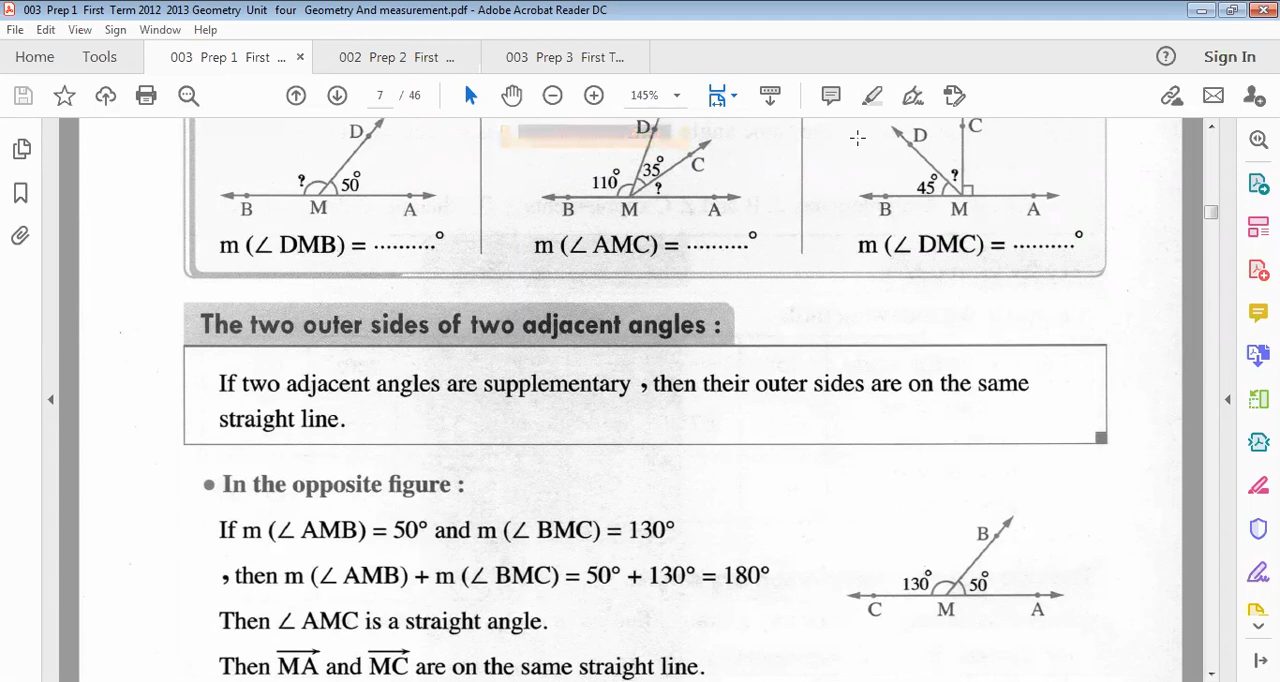 003 Prep 1 First Term 2012 2013 Geometry Unit four Geometry And measurement.pdf - Adobe Acrobat Reader DC
File Edit View Sign Window Help
Home Tools 003 Prep 1 First ... × 002 Prep 2 First ... 003 Prep 3 First T... Sign In
7 / 46 145%
D ? 50° B M A
D 35° C 110° ? B M A
D C ? 45° B M A
m (∠ DMB) = ..........° m (∠ AMC) = ..........° m (∠ DMC) = ..........°
The two outer sides of two adjacent angles :
If two adjacent angles are supplementary , then their outer sides are on the same
straight line.
• In the opposite figure :
If m (∠ AMB) = 50° and m (∠ BMC) = 130°
, then m (∠ AMB) + m (∠ BMC) = 50° + 130° = 180°
Then ∠ AMC is a straight angle.
Then MA and MC are on the same straight line.
B
130° 50°
C M A